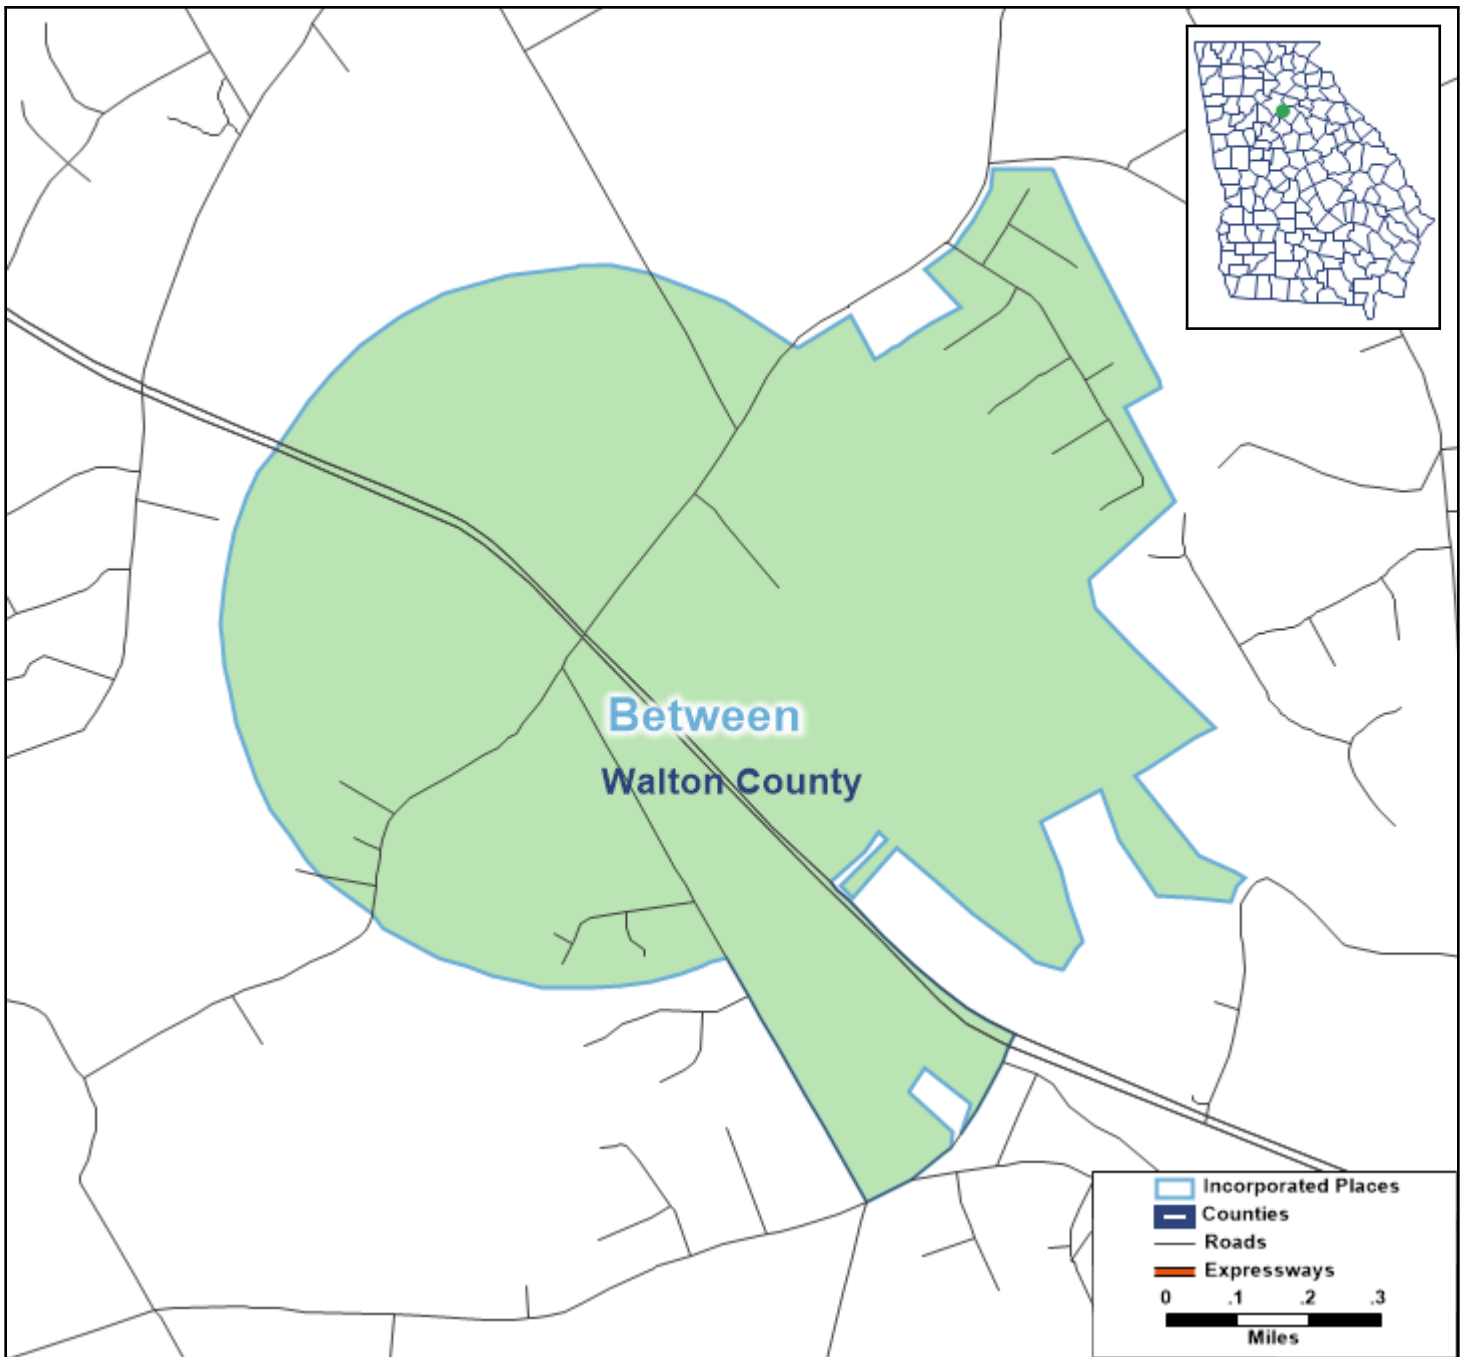 Between
Walton County
Incorporated Places
Counties
Roads
Expressways
0 .1 .2 .3
Miles